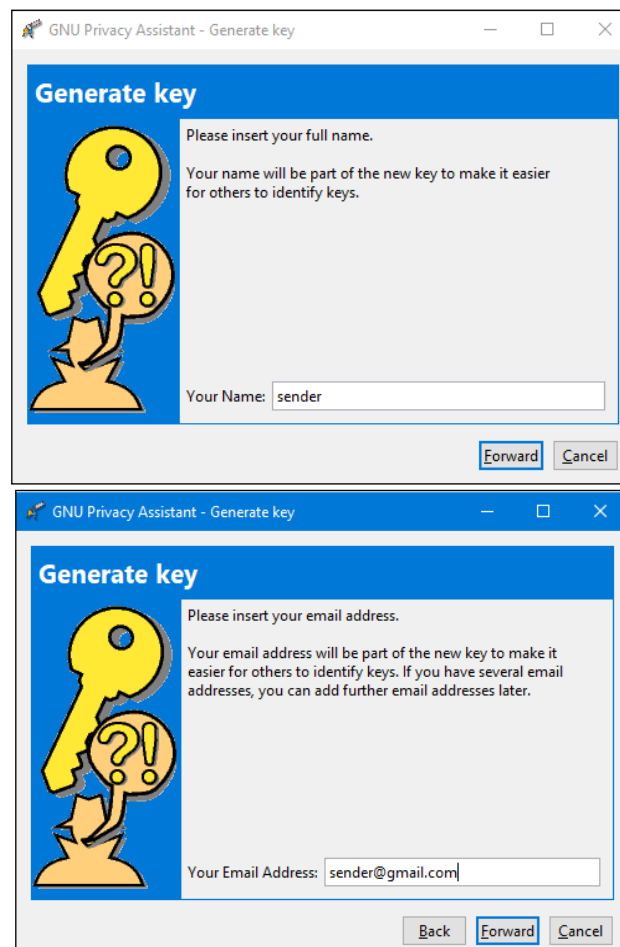 GNU Privacy Assistant - Generate key
Generate key
Please insert your full name.
Your name will be part of the new key to make it easier
for others to identify keys.
?!
Your Name: sender
Forward Cancel
GNU Privacy Assistant - Generate key
Generate key
Please insert your email address.
Your email address will be part of the new key to make it
easier for others to identify keys. If you have several email
addresses, you can add further email addresses later.
?!
Your Email Address: sender@gmail.com
Back Forward Cancel